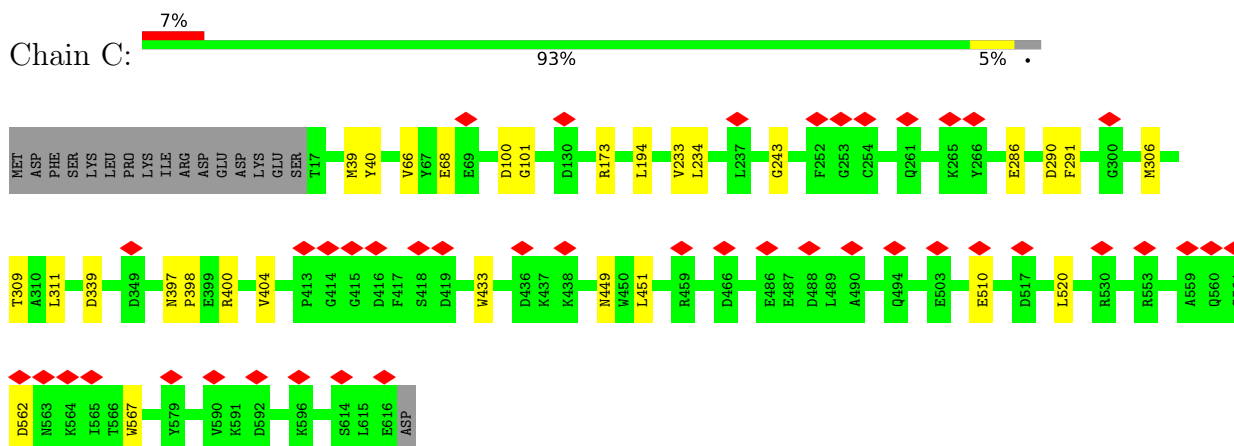 7%
Chain C:
93% 5% •
MET ASP PHE SER LYS LEU PRO LYS ILE ARG ASP GLU ASP LYS GLU SER T17 M39 Y40 V66 Y67 E68 E69 D100 G101 D130 R173 L194 V233 L234 L237 G243 F252 G253 C254 Q261 K265 Y266 E286 D290 F291 G300 M306
T309 A310 L311 D339 D349 N397 P398 E399 R400 V404 P413 G414 G415 D416 F417 S418 D419 W433 D436 K437 K438 N449 W450 L451 R459 D466 E486 E487 D488 L489 A490 Q494 E503 E510 D517 L520 R530 R553 A559 Q560
D562 N563 K564 I565 T566 W567 Y579 V590 K591 D592 K596 S614 L615 E616 ASP